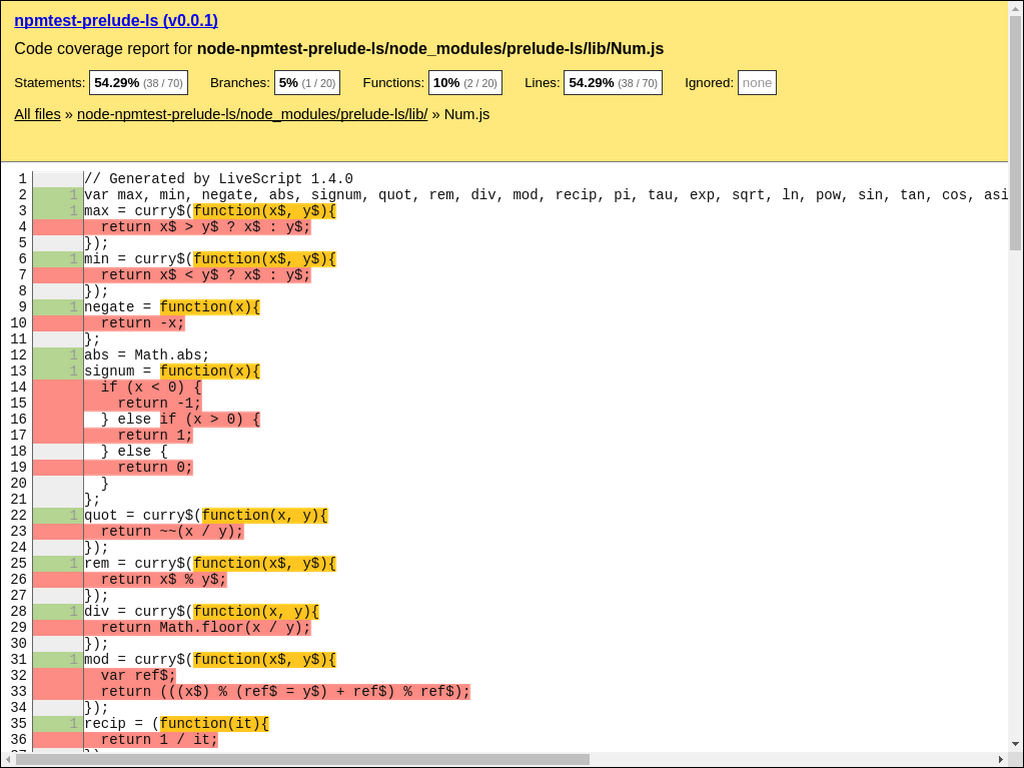 npmtest-prelude-ls (v0.0.1)
Code coverage report for node-npmtest-prelude-ls/node_modules/prelude-ls/lib/Num.js
Statements: 54.29% (38 / 70) Branches: 5% (1 / 20) Functions: 10% (2 / 20) Lines: 54.29% (38 / 70) Ignored: none
All files » node-npmtest-prelude-ls/node_modules/prelude-ls/lib/ » Num.js
1 // Generated by LiveScript 1.4.0
2 1 var max, min, negate, abs, signum, quot, rem, div, mod, recip, pi, tau, exp, sqrt, ln, pow, sin, tan, cos, asi
3 1 max = curry$(function(x$, y$){
4 return x$ > y$ ? x$ : y$;
5 });
6 1 min = curry$(function(x$, y$){
7 return x$ < y$ ? x$ : y$;
8 });
9 1 negate = function(x){
10 return -x;
11 };
12 1 abs = Math.abs;
13 1 signum = function(x){
14 if (x < 0) {
15 return -1;
16 } else if (x > 0) {
17 return 1;
18 } else {
19 return 0;
20 }
21 };
22 1 quot = curry$(function(x, y){
23 return ~~(x / y);
24 });
25 1 rem = curry$(function(x$, y$){
26 return x$ % y$;
27 });
28 1 div = curry$(function(x, y){
29 return Math.floor(x / y);
30 });
31 1 mod = curry$(function(x$, y$){
32 var ref$;
33 return (((x$) % (ref$ = y$) + ref$) % ref$);
34 });
35 1 recip = (function(it){
36 return 1 / it;